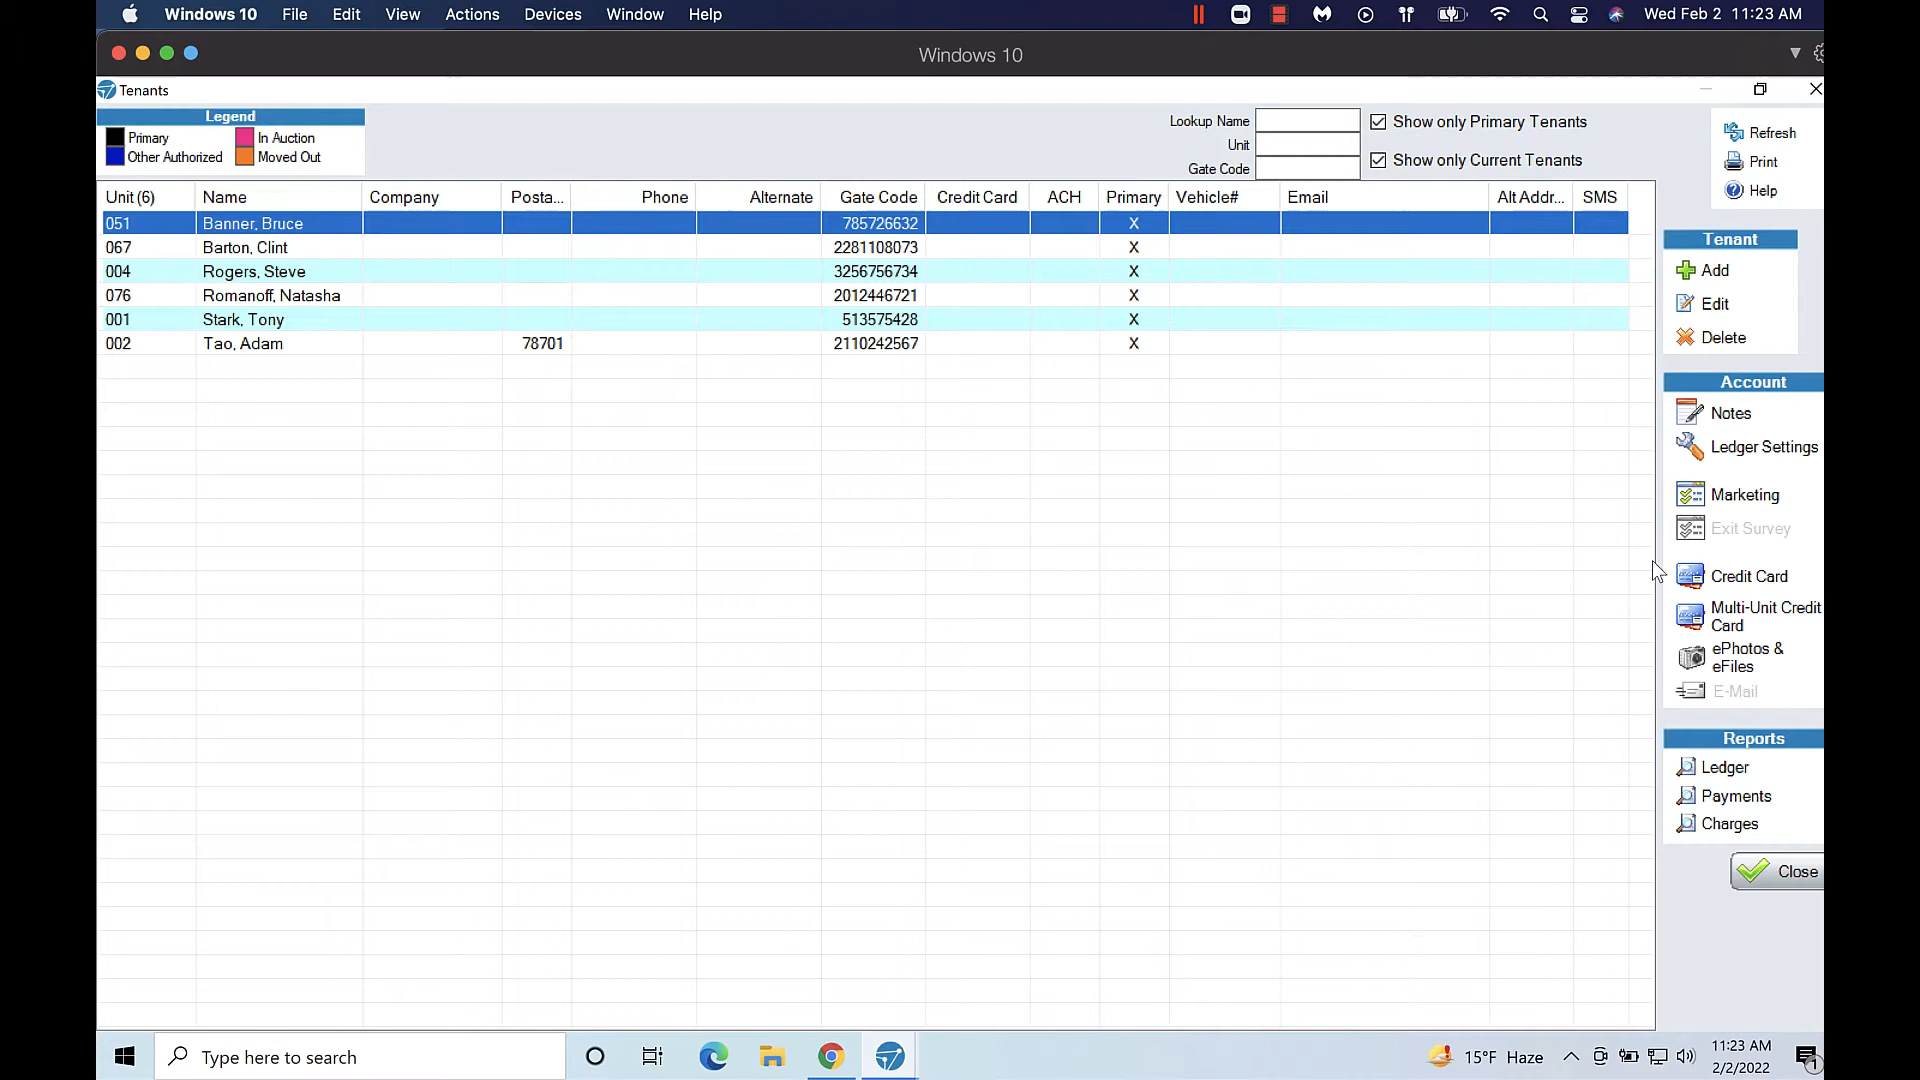 Windows 10 File Edit View Actions Devices Window Help Wed Feb 2 11:23 AM
Windows 10
Tenants
Legend
Primary In Auction
Other Authorized Moved Out
Lookup Name
Unit
Gate Code
Show only Primary Tenants
Show only Current Tenants
Refresh
Print
Help
Unit (6) Name Company Posta... Phone Alternate Gate Code Credit Card ACH Primary Vehicle# Email Alt Addr... SMS
051 Banner, Bruce 785726632 X
067 Barton, Clint 2281108073 X
004 Rogers, Steve 3256756734 X
076 Romanoff, Natasha 2012446721 X
001 Stark, Tony 513575428 X
002 Tao, Adam 78701 2110242567 X
Tenant
Add
Edit
Delete
Account
Notes
Ledger Settings
Marketing
Exit Survey
Credit Card
Multi-Unit Credit
Card
ePhotos &
eFiles
E-Mail
Reports
Ledger
Payments
Charges
Close
Type here to search
15°F Haze
11:23 AM
2/2/2022
1